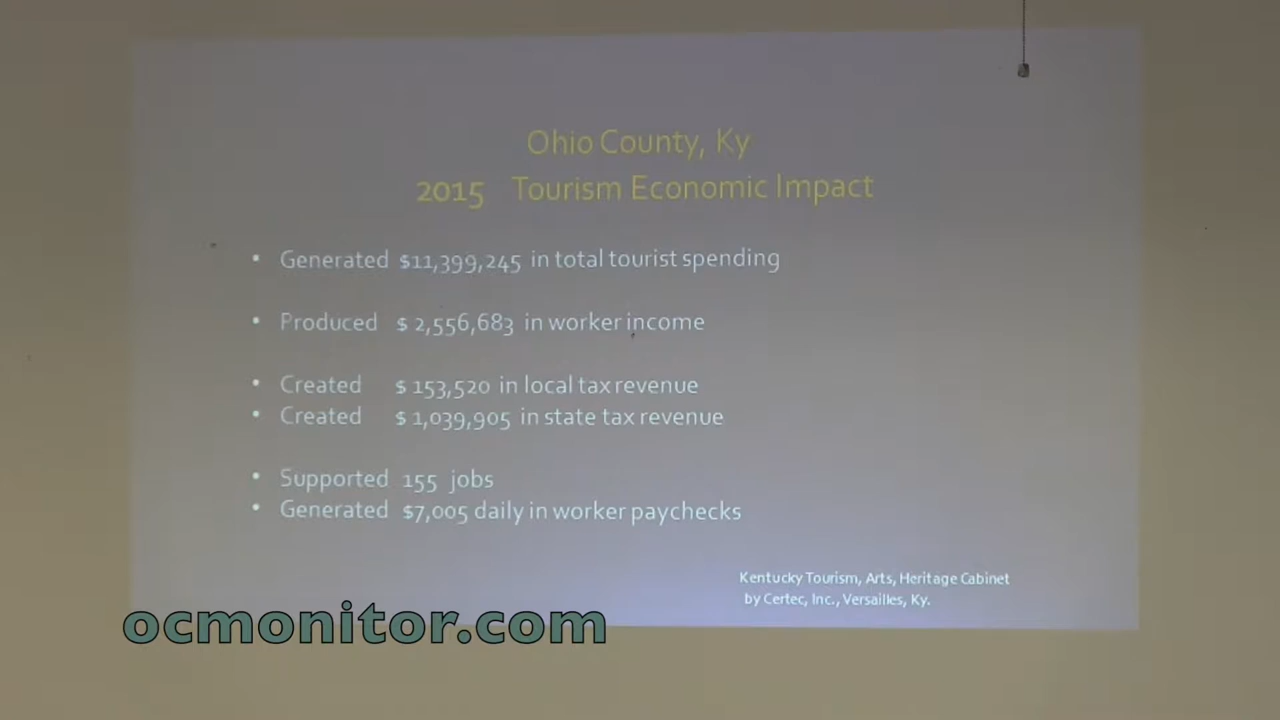 Ohio County, Ky
2015 Tourism Economic Impact
• Generated $11,399,245 in total tourist spending
• Produced $ 2,556,683 in worker income
• Created $ 153,520 in local tax revenue
• Created $ 1,039,905 in state tax revenue
• Supported 155 jobs
• Generated $7,005 daily in worker paychecks
Kentucky Tourism, Arts, Heritage Cabinet
by Certec, Inc., Versailles, Ky.
ocmonitor.com